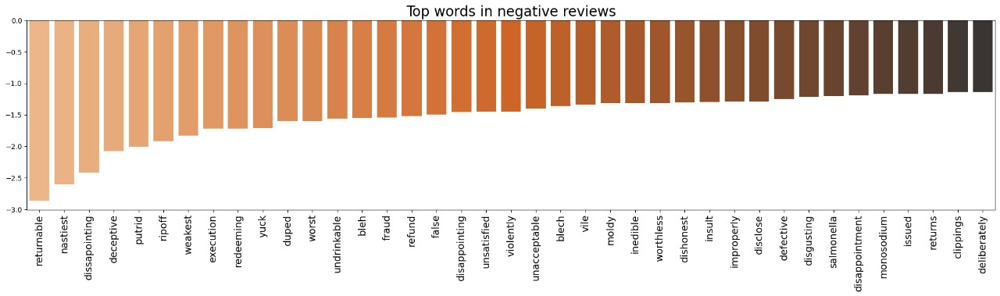 Top words in negative reviews
0.0
−0.5
−1.0
−1.5
−2.0
−2.5
−3.0
returnable
nastiest
dissapointing
deceptive
putrid
ripoff
weakest
execution
redeeming
yuck
duped
worst
undrinkable
bleh
fraud
refund
false
disappointing
unsatisfied
violently
unacceptable
blech
vile
moldy
inedible
worthless
dishonest
insult
improperly
disclose
defective
disgusting
salmonella
disappointment
monosodium
issued
returns
clippings
deliberately